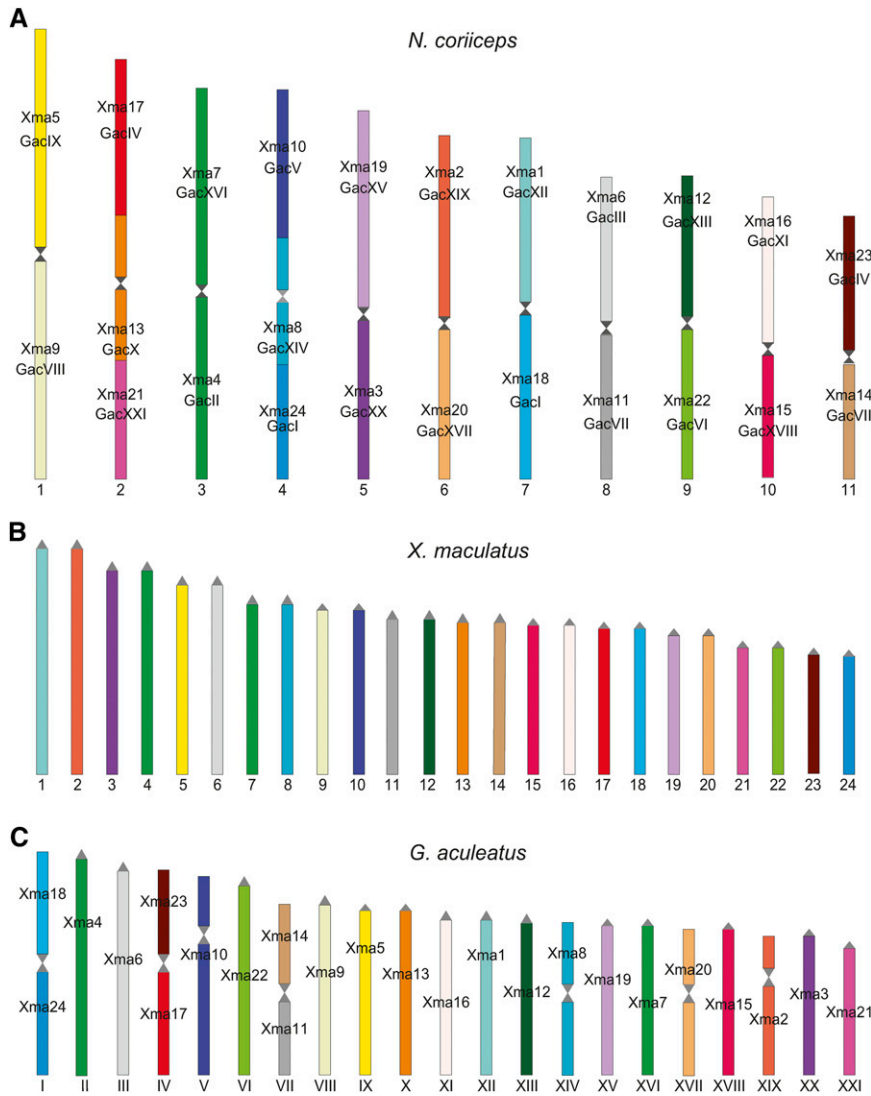 A
N. coriiceps
Xma5
GacIX
Xma9
GacVIII
1
Xma17
GacIV
Xma13
GacX
Xma21
GacXXI
2
Xma7
GacXVI
Xma4
GacII
3
Xma10
GacV
Xma8
GacXIV
Xma24
GacI
4
Xma19
GacXV
Xma3
GacXX
5
Xma2
GacXIX
Xma20
GacXVII
6
Xma1
GacXII
Xma18
GacI
7
Xma6
GacIII
Xma11
GacVII
8
Xma12
GacXIII
Xma22
GacVI
9
Xma16
GacXI
Xma15
GacXVIII
10
Xma23
GacIV
Xma14
GacVII
11
B
X. maculatus
1 2 3 4 5 6 7 8 9 10 11 12 13 14 15 16 17 18 19 20 21 22 23 24
C
G. aculeatus
Xma18
Xma24
Xma4
Xma6
Xma23
Xma17
Xma10
Xma22
Xma14
Xma11
Xma9
Xma5
Xma13
Xma16
Xma1
Xma12
Xma8
Xma19
Xma7
Xma20
Xma15
Xma2
Xma3
Xma21
I II III IV V VI VII VIII IX X XI XII XIII XIV XV XVI XVII XVIII XIX XX XXI